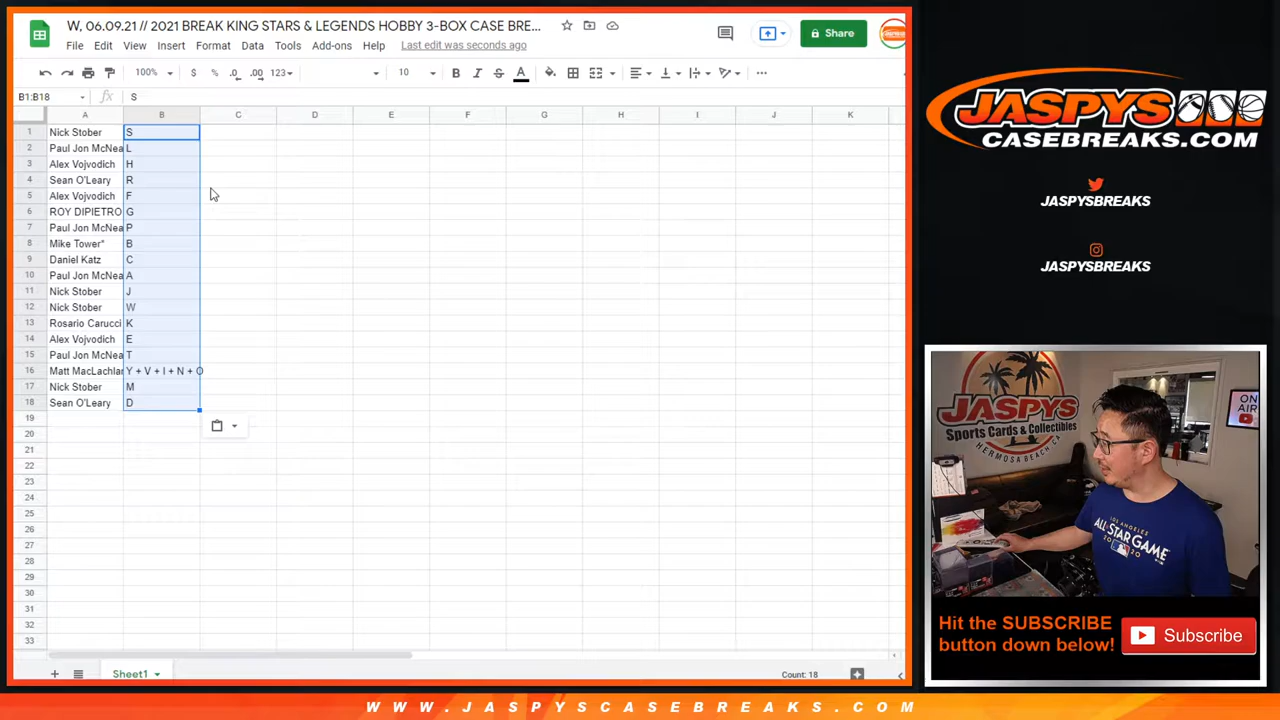 W, 06.09.21 // 2021 BREAK KING STARS & LEGENDS HOBBY 3-BOX CASE BRE...
File Edit View Insert Format Data Tools Add-ons Help Last edit was seconds ago
Share
100% $ % .0 .00 123 10 B I S A
B1:B18 fx S
A B C D E F G H I J K
1 Nick Stober S
2 Paul Jon McNea L
3 Alex Vojvodich H
4 Sean O'Leary R
5 Alex Vojvodich F
6 ROY DIPIETRO G
7 Paul Jon McNea P
8 Mike Tower* B
9 Daniel Katz C
10 Paul Jon McNea A
11 Nick Stober J
12 Nick Stober W
13 Rosario Carucci K
14 Alex Vojvodich E
15 Paul Jon McNea T
16 Matt MacLachlan Y + V + I + N + O
17 Nick Stober M
18 Sean O'Leary D
19
20
21
22
23
24
25
26
27
28
29
30
31
32
33
Sheet1
Count: 18
JASPYS
CASEBREAKS.COM
JASPYSBREAKS
JASPYSBREAKS
JASPYS
Sports Cards & Collectibles
HERMOSA BEACH
ON
AIR
LOS ANGELES
ALL STAR GAME
2020
Hit the SUBSCRIBE
button down below!
Subscribe
WWW.JASPYSCASEBREAKS.COM